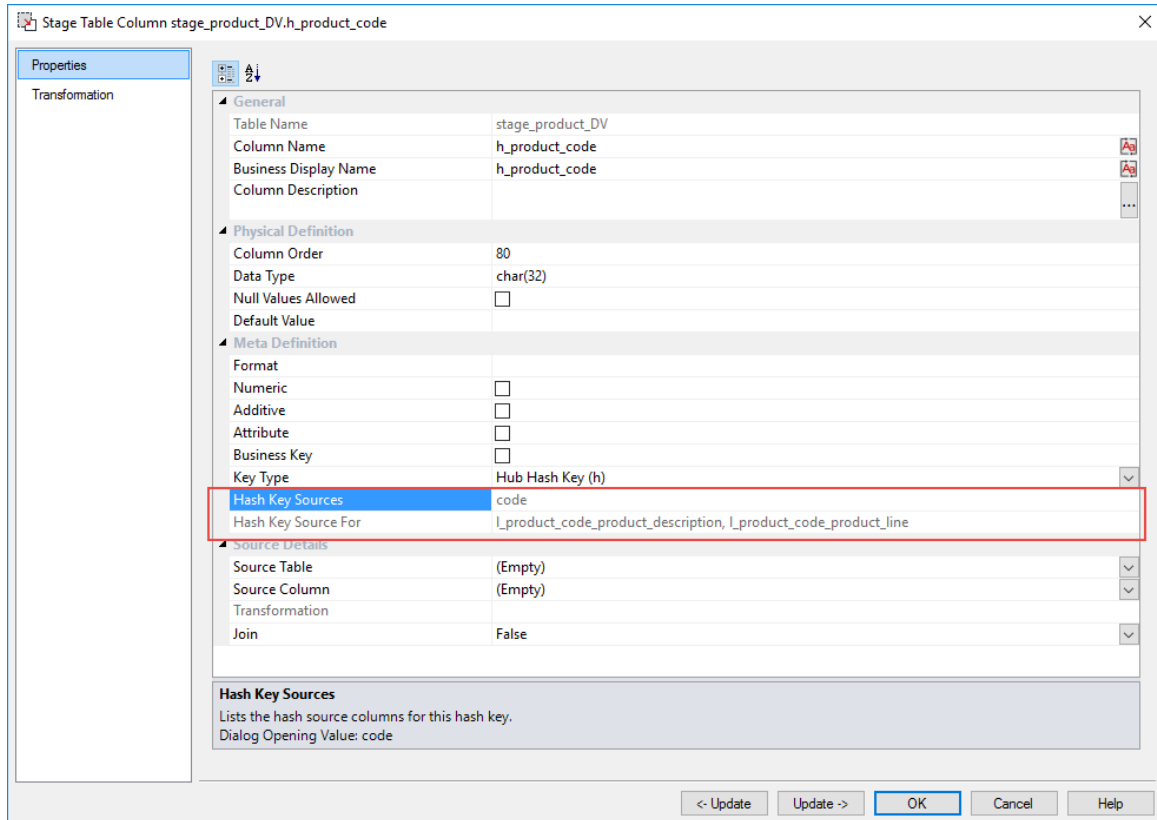 Stage Table Column stage_product_DV.h_product_code
Properties
Transformation
General
Table Name stage_product_DV
Column Name h_product_code
Business Display Name h_product_code
Column Description
...
Physical Definition
Column Order 80
Data Type char(32)
Null Values Allowed
Default Value
Meta Definition
Format
Numeric
Additive
Attribute
Business Key
Key Type Hub Hash Key (h)
Hash Key Sources code
Hash Key Source For l_product_code_product_description, l_product_code_product_line
Source Details
Source Table (Empty)
Source Column (Empty)
Transformation
Join False
Hash Key Sources
Lists the hash source columns for this hash key.
Dialog Opening Value: code
<- Update Update -> OK Cancel Help